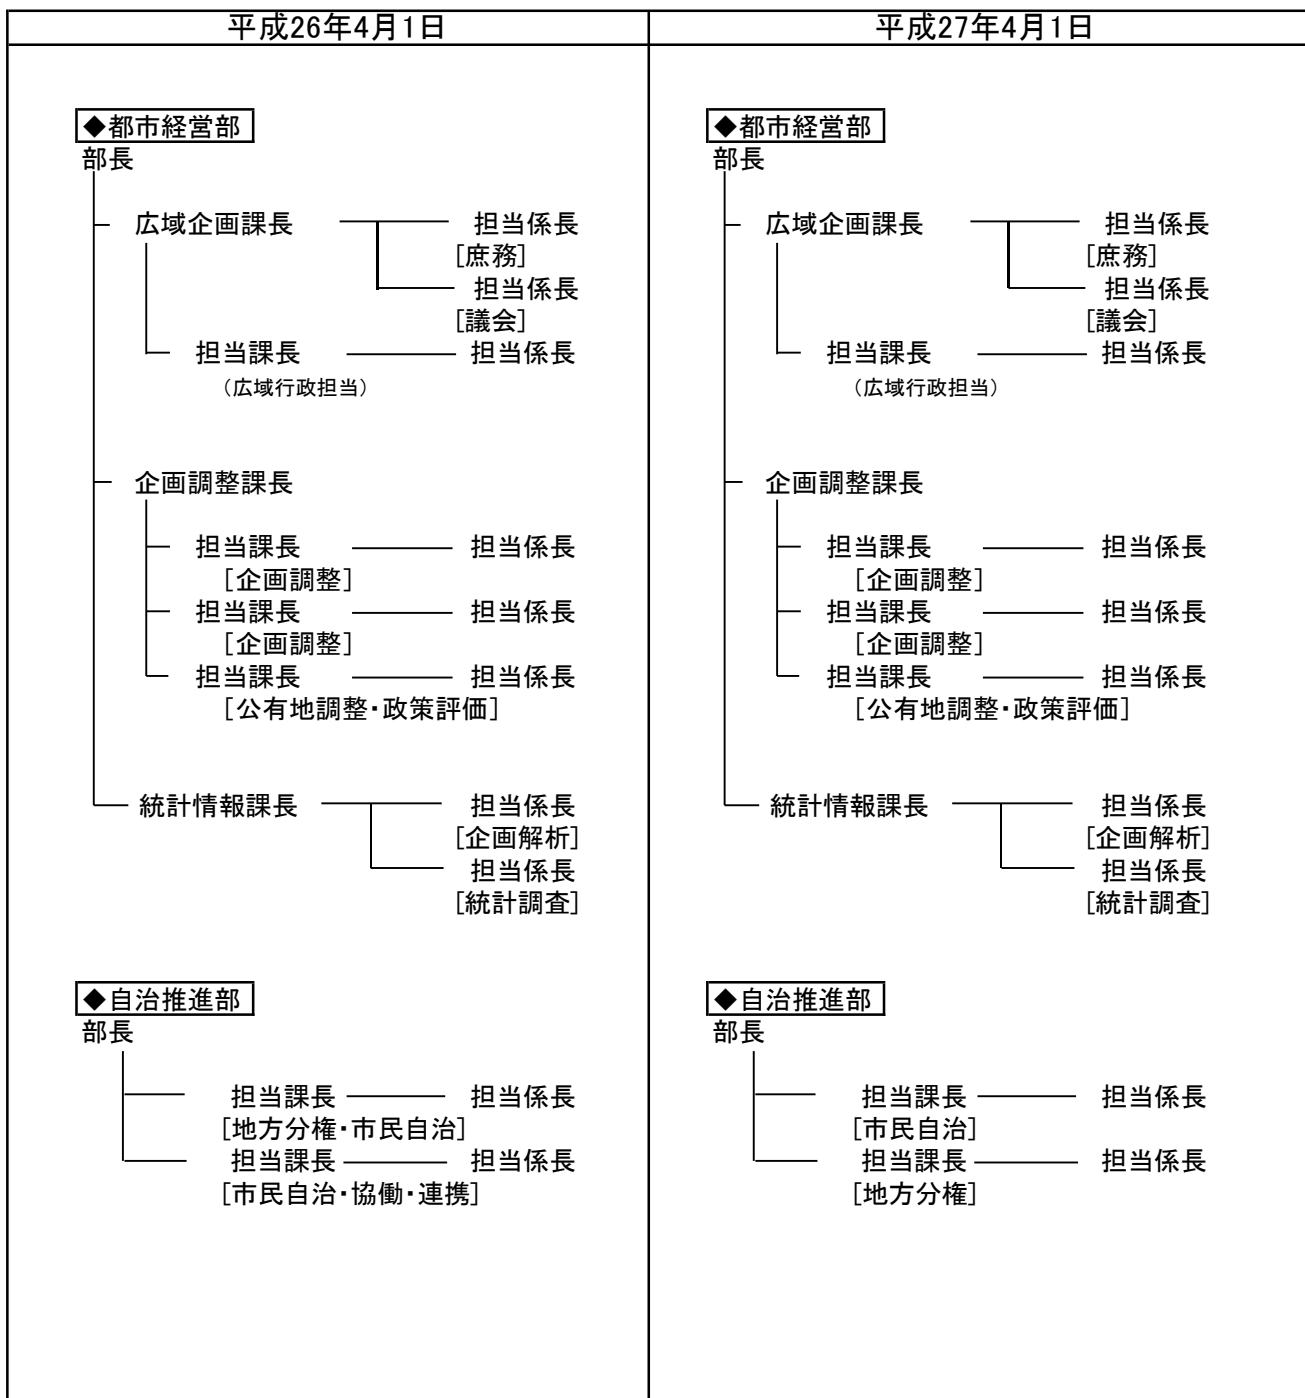 平成26年4月1日
◆都市経営部
部長
広域企画課長 担当係長
[庶務]
担当係長
[議会]
担当課長 担当係長
（広域行政担当）
企画調整課長
担当課長 担当係長
[企画調整]
担当課長 担当係長
[企画調整]
担当課長 担当係長
[公有地調整・政策評価]
統計情報課長 担当係長
[企画解析]
担当係長
[統計調査]
◆自治推進部
部長
担当課長 担当係長
[地方分権・市民自治]
担当課長 担当係長
[市民自治・協働・連携]
平成27年4月1日
◆都市経営部
部長
広域企画課長 担当係長
[庶務]
担当係長
[議会]
担当課長 担当係長
（広域行政担当）
企画調整課長
担当課長 担当係長
[企画調整]
担当課長 担当係長
[企画調整]
担当課長 担当係長
[公有地調整・政策評価]
統計情報課長 担当係長
[企画解析]
担当係長
[統計調査]
◆自治推進部
部長
担当課長 担当係長
[市民自治]
担当課長 担当係長
[地方分権]